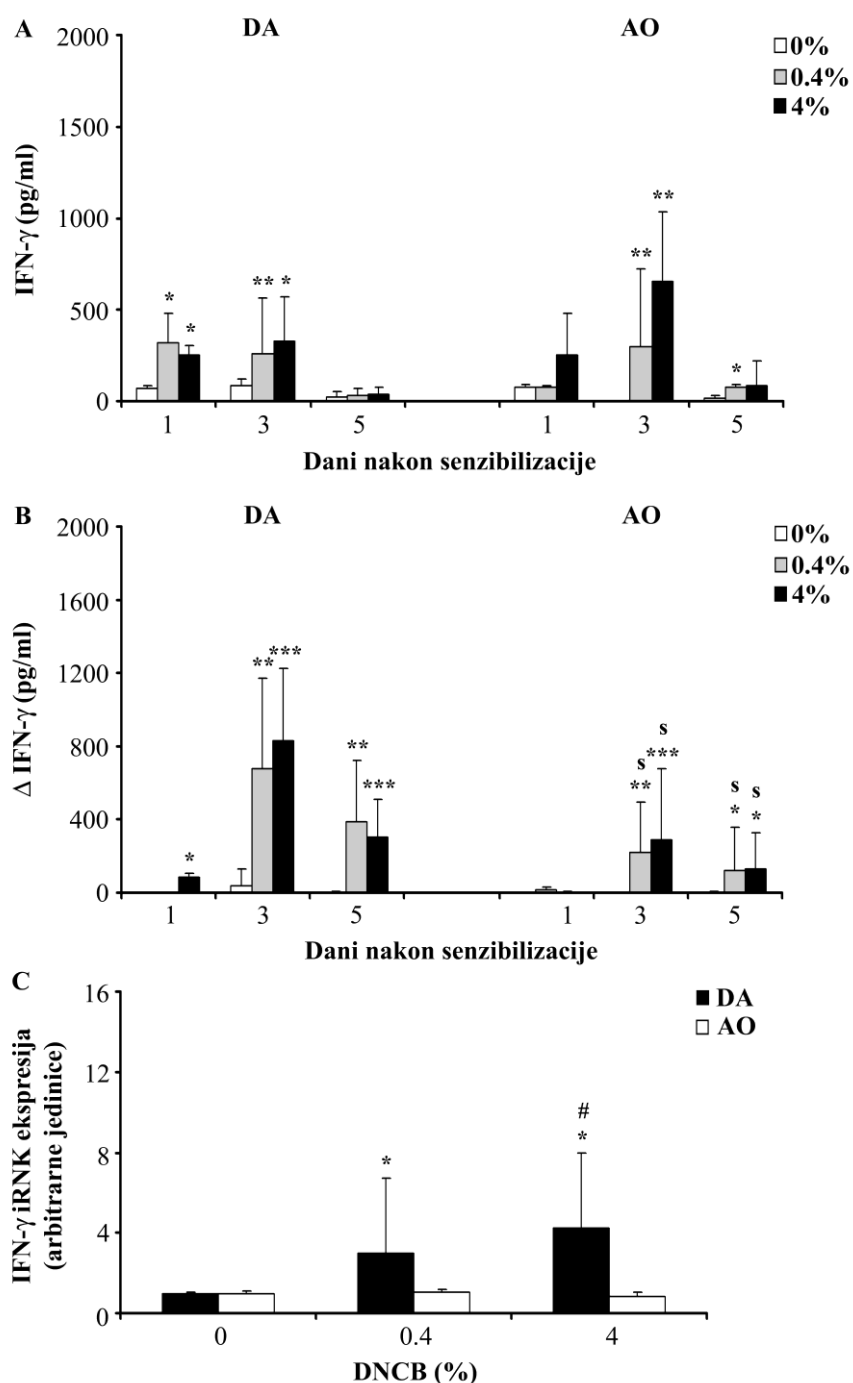 A
DA
AO
2000
1500
1000
500
0
IFN-γ (pg/ml)
0%
0.4%
4%
* * ** * ** ** *
1 3 5 1 3 5
Dani nakon senzibilizacije
B
DA
AO
2000
1600
1200
800
400
0
Δ IFN-γ (pg/ml)
0%
0.4%
4%
s s s s
* ** *** ** *** ** *** * *
1 3 5 1 3 5
Dani nakon senzibilizacije
C
16
12
8
4
0
IFN-γ iRNK ekspresija
(arbitrarne jedinice)
DA
AO
#
* *
0 0.4 4
DNCB (%)